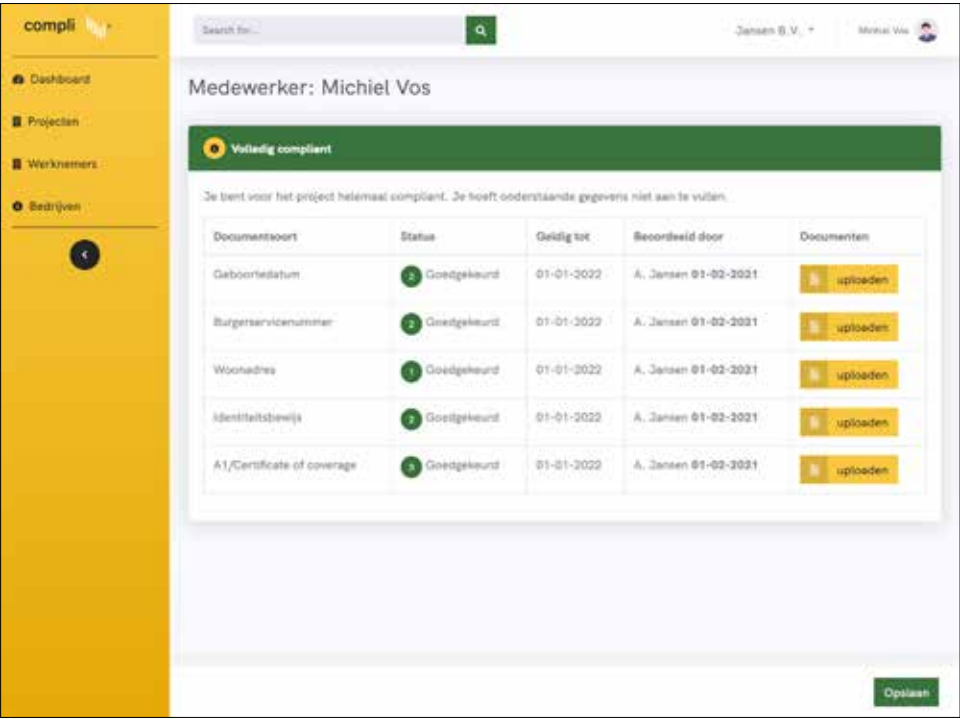 compli
Search for...
Jansen B.V.
Michiel Vos
Dashboard
Projecten
Werknemers
Bedrijven
Medewerker: Michiel Vos
Volledig compliant
Je bent voor het project helemaal compliant. Je hoeft onderstaande gegevens niet aan te vullen.
Documentsoort Status Geldig tot Beoordeeld door Documenten
Geboortedatum 2 Goedgekeurd 01-01-2022 A. Jansen 01-02-2021 uploaden
Burgerservicenummer 2 Goedgekeurd 01-01-2022 A. Jansen 01-02-2021 uploaden
Woonadres 1 Goedgekeurd 01-01-2022 A. Jansen 01-02-2021 uploaden
Identiteitsbewijs 2 Goedgekeurd 01-01-2022 A. Jansen 01-02-2021 uploaden
A1/Certificate of coverage 3 Goedgekeurd 01-01-2022 A. Jansen 01-02-2021 uploaden
Opslaan